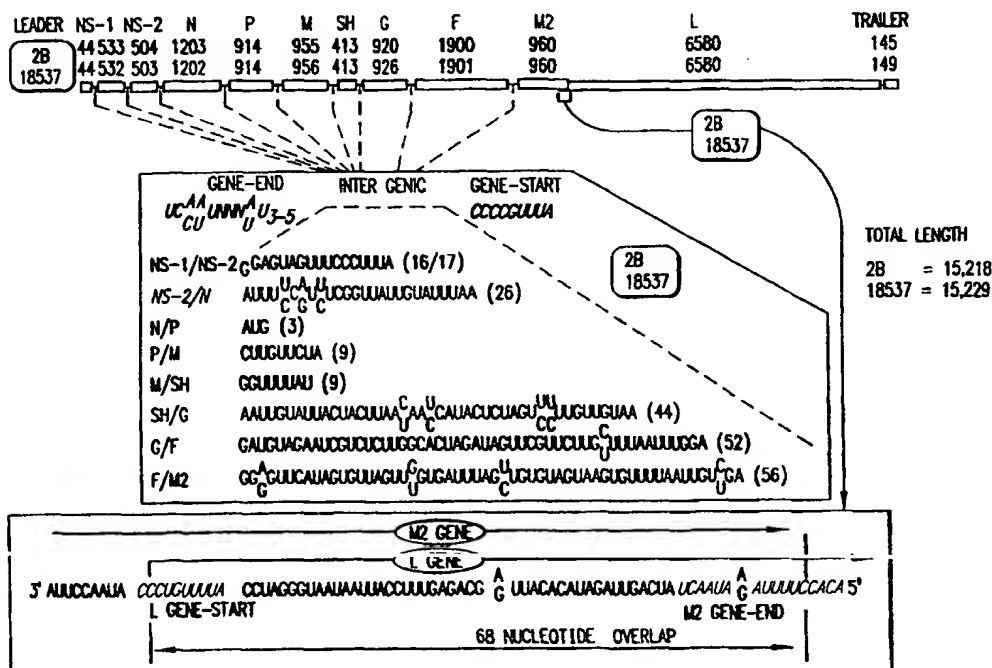 LEADER NS-1 NS-2 N P M SH G F M2 L TRAILER
2B 44 533 504 1203 914 955 413 920 1900 960 6580 145
18537 44 532 503 1202 914 956 413 926 1901 960 6580 149
2B
18537
GENE-END INTER GENIC GENE-START
UC AA UNNN A U3-5 CCCCGUUUA
CU U
2B
18537
TOTAL LENGTH
2B = 15,218
18537 = 15,229
NS-1/NS-2 GGAGUAGUUUCCCUUUA (16/17)
U A U
NS-2/N AUUU C U UCGGUUAUUGUAUUUAA (26)
C G C
N/P AUG (3)
P/M CUUGUUCUA (9)
M/SH GGUUUUAU (9)
C U UU
SH/G AAUUGUAUUACUACUUAA AA CAUACUCUAGU UUGUUGUAA (44)
U C CC
C
G/F GAUGUAGAAUCGUCUCUUGGCACUAGAUAGUUCGUUCUUG UUUAAUUUGGA (52)
U
A G U C
F/M2 GG GUUCAUAGUGUUAGUU GUGAUUUAG UGUGUAGUAAGUGUUUUAAUUGU GA (56)
G U C U
M2 GENE
L GENE
3' AUUCCAAUA CCCUGUUUUA CCUAGGGUAAUAAUUACCUUUGAGACG A UUACACAUAGAUUGACUA UCAAUA A AUUUUCCACA 5'
G G
L GENE-START M2 GENE-END
68 NUCLEOTIDE OVERLAP